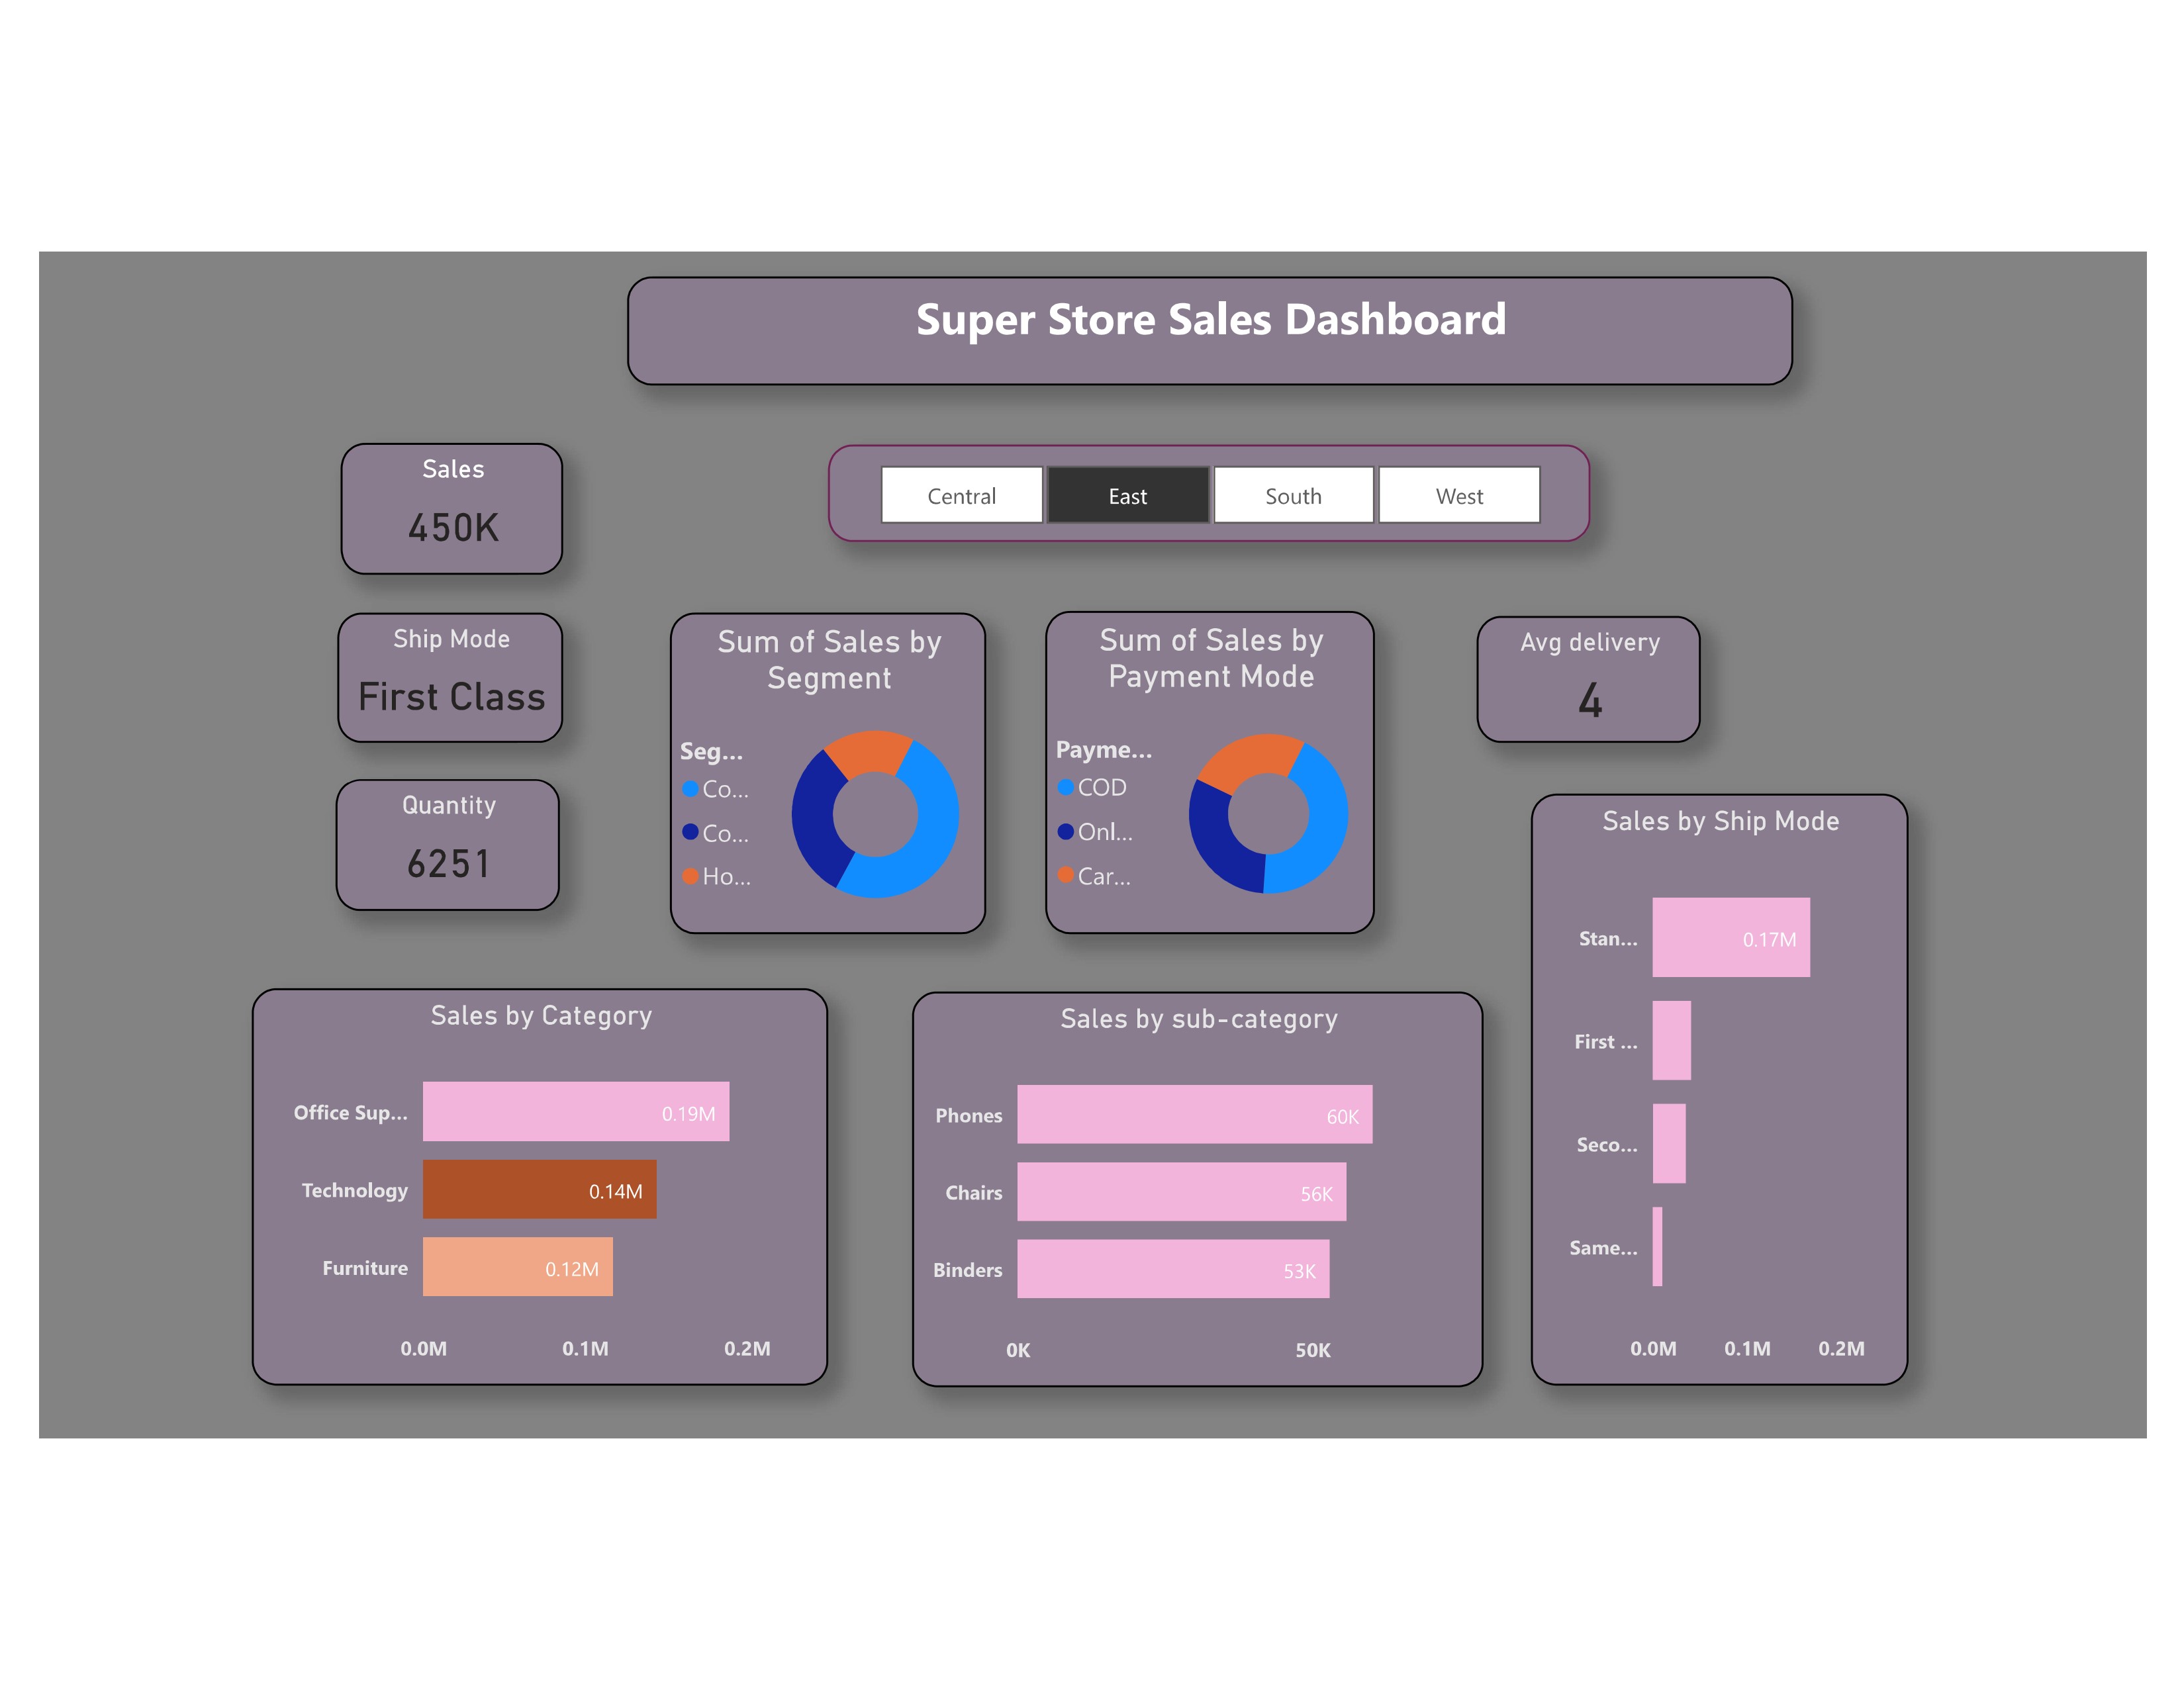 Super Store Sales Dashboard
Sales
450K
Central
East
South
West
Ship Mode
First Class
Quantity
6251
Sum of Sales by
Segment
Seg...
Co...
Co...
Ho...
Sum of Sales by
Payment Mode
Payme...
COD
Onl...
Car...
Avg delivery
4
Sales by Ship Mode
Stan...
0.17M
First ...
Seco...
Same...
0.0M 0.1M 0.2M
Sales by Category
Office Sup...
0.19M
Technology
0.14M
Furniture
0.12M
0.0M 0.1M 0.2M
Sales by sub-category
Phones
60K
Chairs
56K
Binders
53K
0K 50K